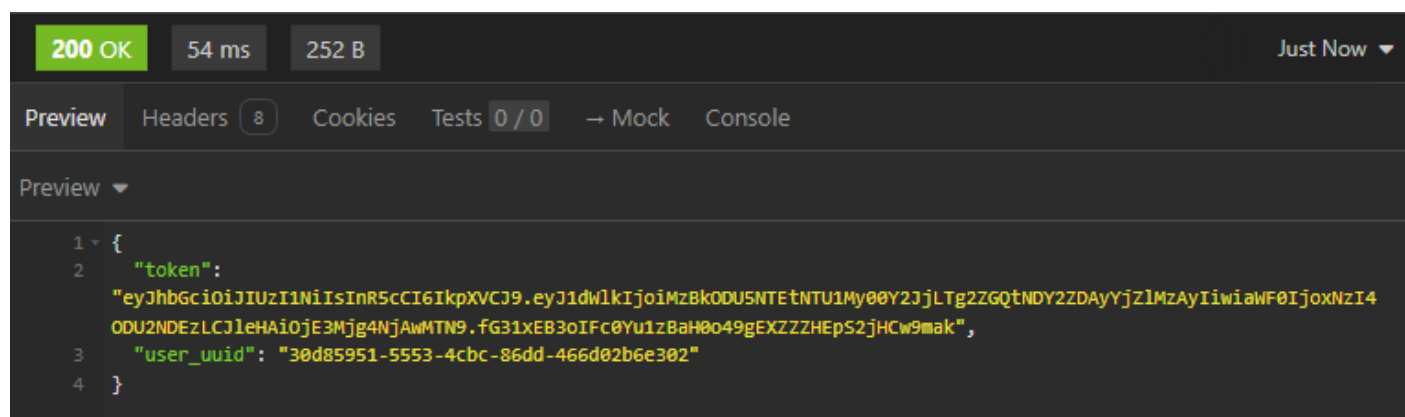 200 OK 54 ms 252 B Just Now
Preview Headers 8 Cookies Tests 0 / 0 → Mock Console
Preview
1 {
2 "token":
"eyJhbGciOiJIUzI1NiIsInR5cCI6IkpXVCJ9.eyJ1dWlkIjoiMzBkODU5NTEtNTU1My00Y2JjLTg2ZGQtNDY2ZDAyYjZlMzAyIiwiaWF0IjoxNzI4
ODU2NDEzLCJleHAiOjE3Mjg4NjAwMTN9.fG31xEB3oIFc0Yu1zBaH0o49gEXZZZHEpS2jHCw9mak",
3 "user_uuid": "30d85951-5553-4cbc-86dd-466d02b6e302"
4 }